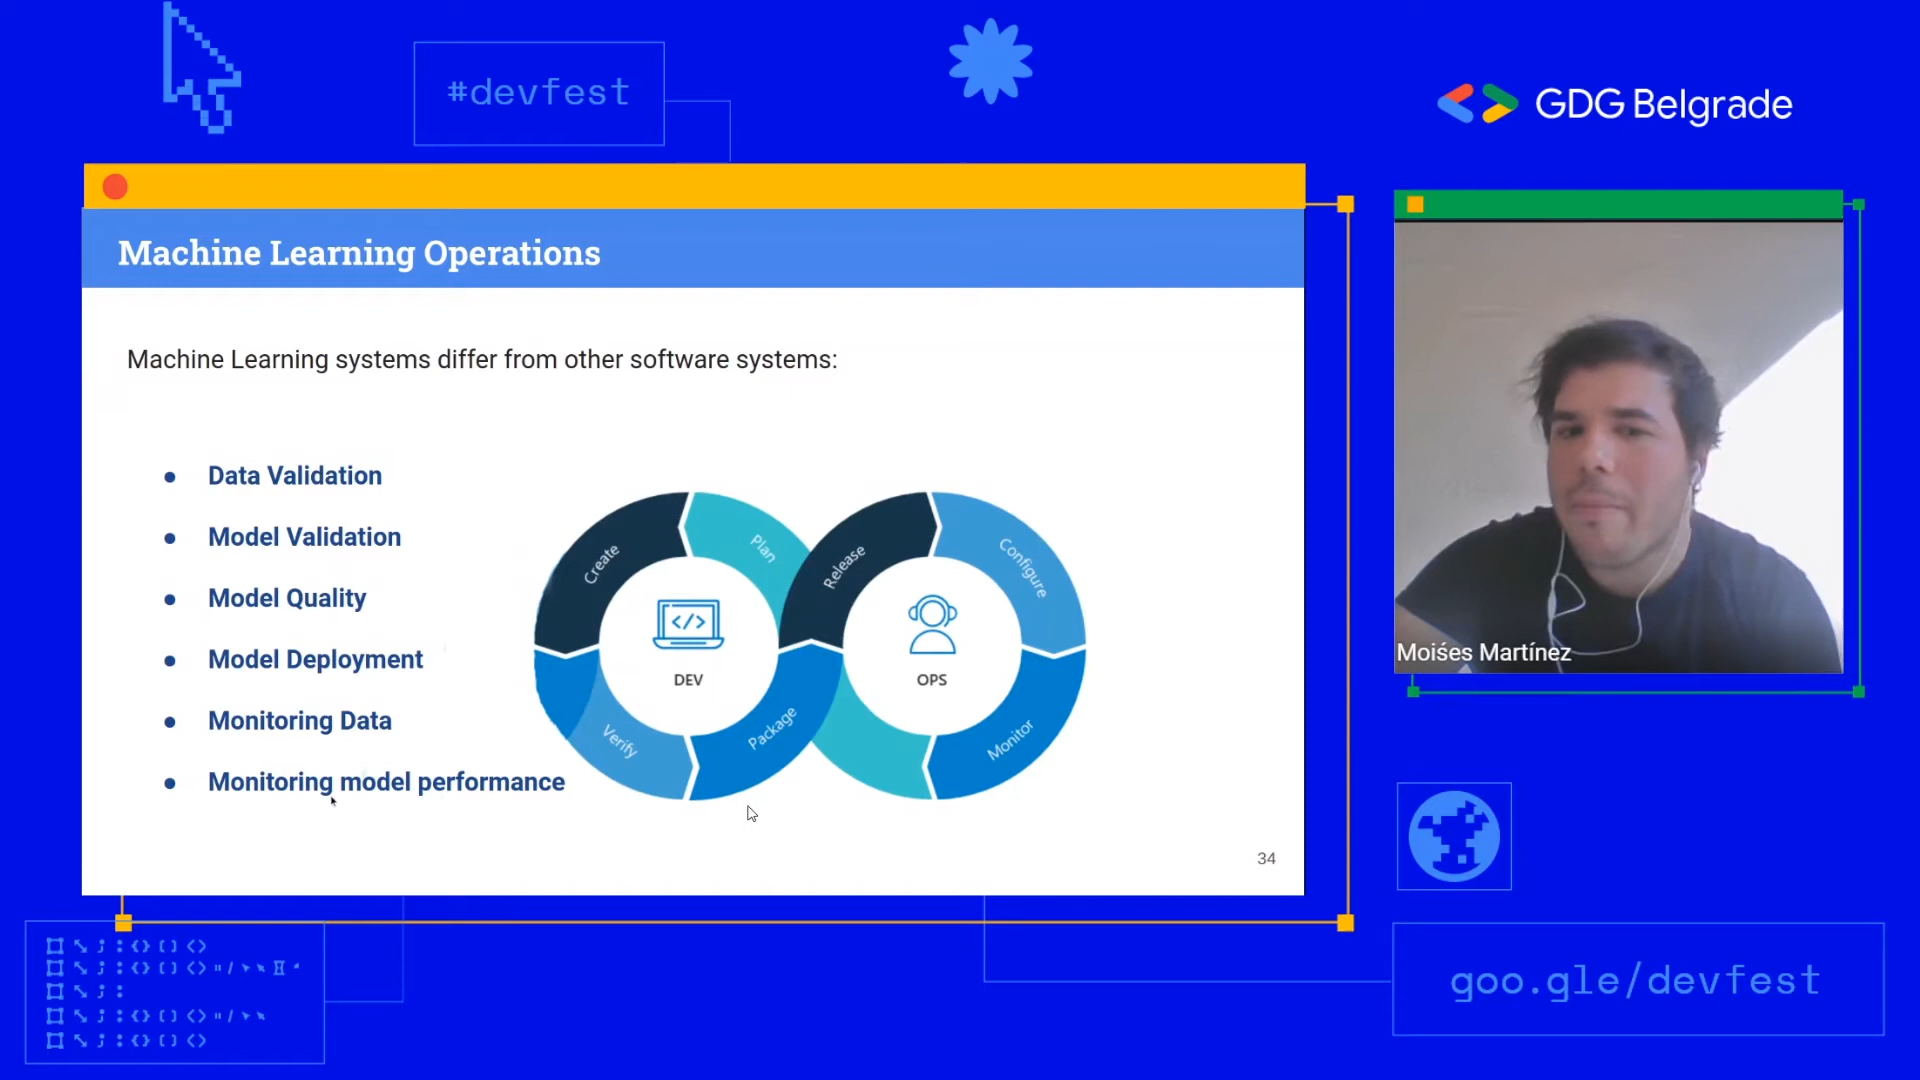 #devfest
GDG Belgrade
Machine Learning Operations
Machine Learning systems differ from other software systems:
Data Validation
Model Validation
Model Quality
Model Deployment
Monitoring Data
Monitoring model performance
Create
Plan
Release
Configure
</>
DEV
OPS
Verify
Package
Monitor
34
Moiśes Martínez
goo.gle/devfest